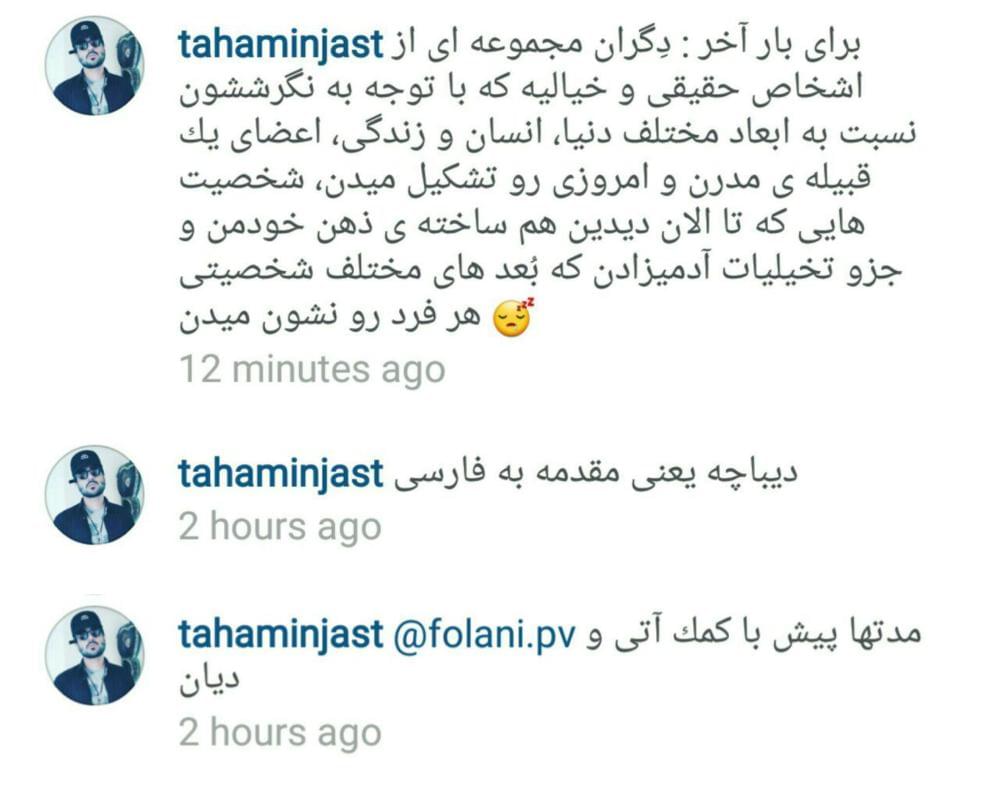 tahaminjast برای بار آخر : دِگران مجموعه ای از
اشخاص حقیقی و خیالیه که با توجه به نگرششون
نسبت به ابعاد مختلف دنیا، انسان و زندگی، اعضای یك
قبیله ی مدرن و امروزی رو تشکیل میدن، شخصیت
هایی که تا الان دیدین هم ساخته ی ذهن خودمن و
جزو تخیلیات آدمیزادن که بُعد های مختلف شخصیتی
هر فرد رو نشون میدن 😴
12 minutes ago
tahaminjast دیباچه یعنی مقدمه به فارسی
2 hours ago
tahaminjast @folani.pv مدتها پیش با كمك آتی و
دیان
2 hours ago